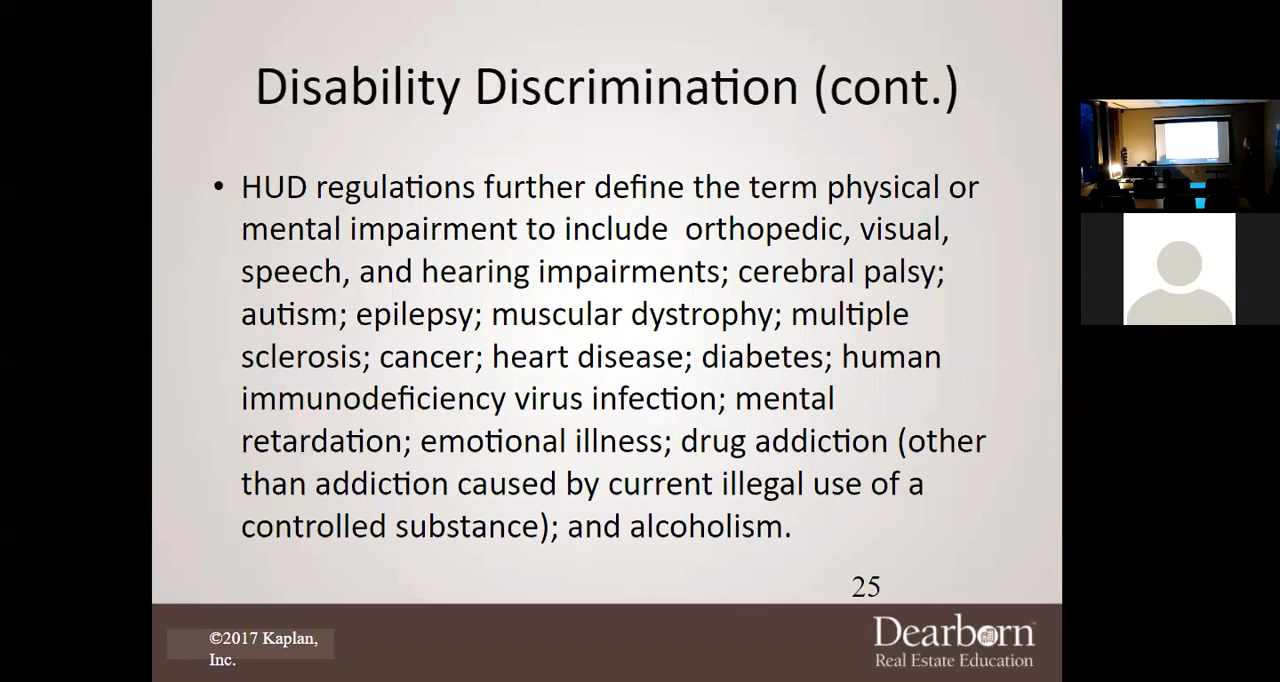 Disability Discrimination (cont.)
• HUD regulations further define the term physical or
mental impairment to include  orthopedic, visual,
speech, and hearing impairments; cerebral palsy;
autism; epilepsy; muscular dystrophy; multiple
sclerosis; cancer; heart disease; diabetes; human
immunodeficiency virus infection; mental
retardation; emotional illness; drug addiction (other
than addiction caused by current illegal use of a
controlled substance); and alcoholism.
25
©2017 Kaplan,
Inc.
Dearborn™
Real Estate Education